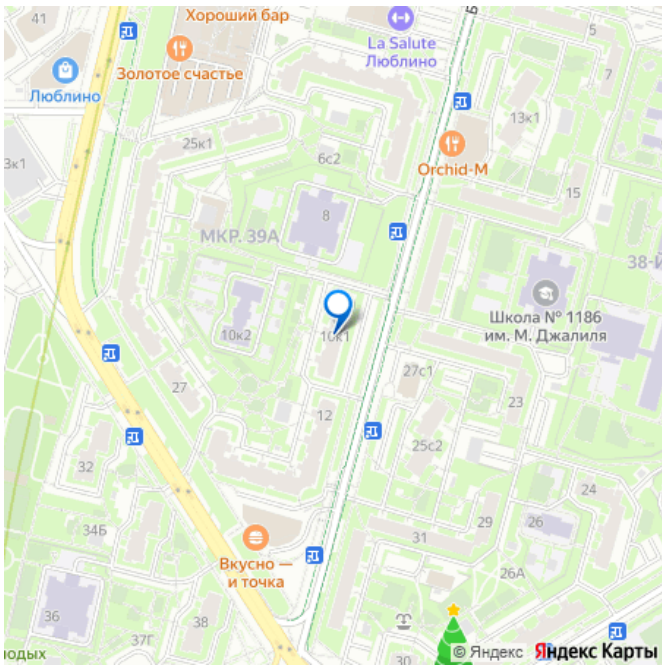 41
Хороший бар
Золотое счастье
La Salute
Люблино
Люблино
5
7
13к1
3к1
25к1
6с2
Orchid-M
15
8
МКР. 39А
38-Й
Школа № 1186
им. М. Джалиля
10к2
10к1
27с1
27
12
23
25с2
32
24
34Б
29
26
31
Вкусно —
и точка
26А
36
38
37Г
30
© Яндекс Яндекс Карты